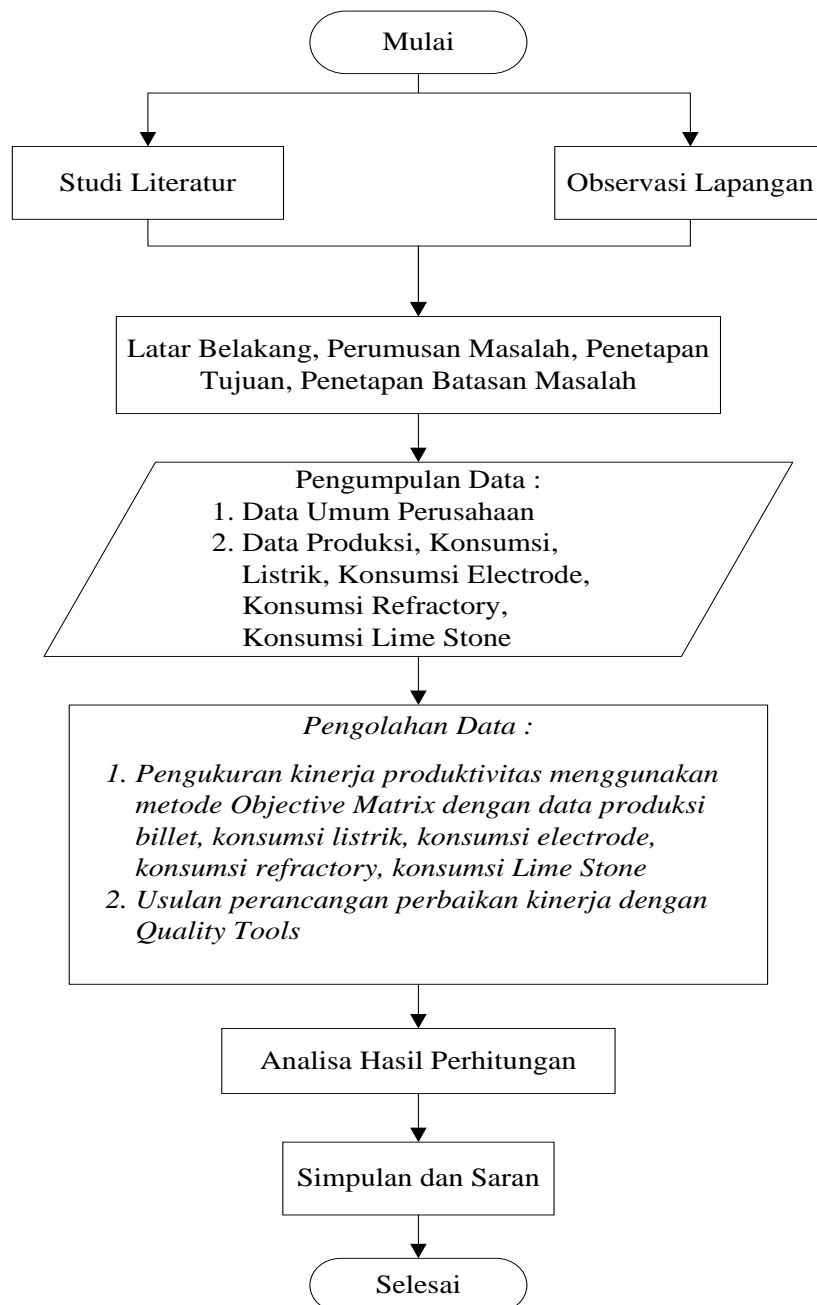 Mulai
Studi Literatur
Observasi Lapangan
Latar Belakang, Perumusan Masalah, Penetapan
Tujuan, Penetapan Batasan Masalah
Pengumpulan Data :
1. Data Umum Perusahaan
2. Data Produksi, Konsumsi,
Listrik, Konsumsi Electrode,
Konsumsi Refractory,
Konsumsi Lime Stone
Pengolahan Data :
1. Pengukuran kinerja produktivitas menggunakan
metode Objective Matrix dengan data produksi
billet, konsumsi listrik, konsumsi electrode,
konsumsi refractory, konsumsi Lime Stone
2. Usulan perancangan perbaikan kinerja dengan
Quality Tools
Analisa Hasil Perhitungan
Simpulan dan Saran
Selesai